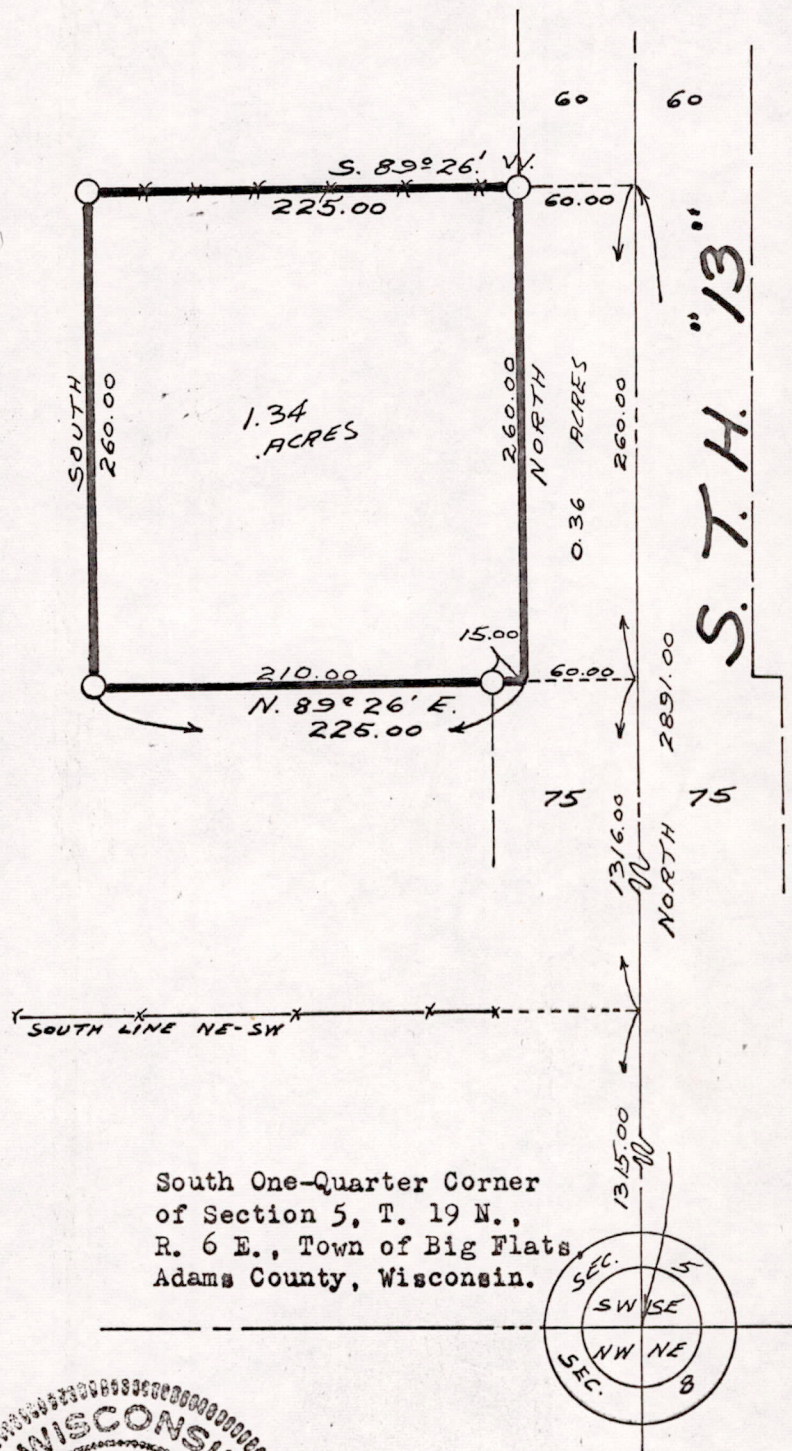 60 60
S. 89° 26' W.
225.00
60.00
S. T. H. "13"
SOUTH
260.00
1.34
ACRES
260.00
NORTH
0.36 ACRES
260.00
15.00
210.00
60.00
N. 89° 26' E.
225.00
2891.00
NORTH
75 75
1316.00
SOUTH LINE NE-SW
1315.00
South One-Quarter Corner
of Section 5, T. 19 N.,
R. 6 E., Town of Big Flats,
Adams County, Wisconsin.
SEC. 5
SW SE
NW NE
SEC. 8
WISCONSI